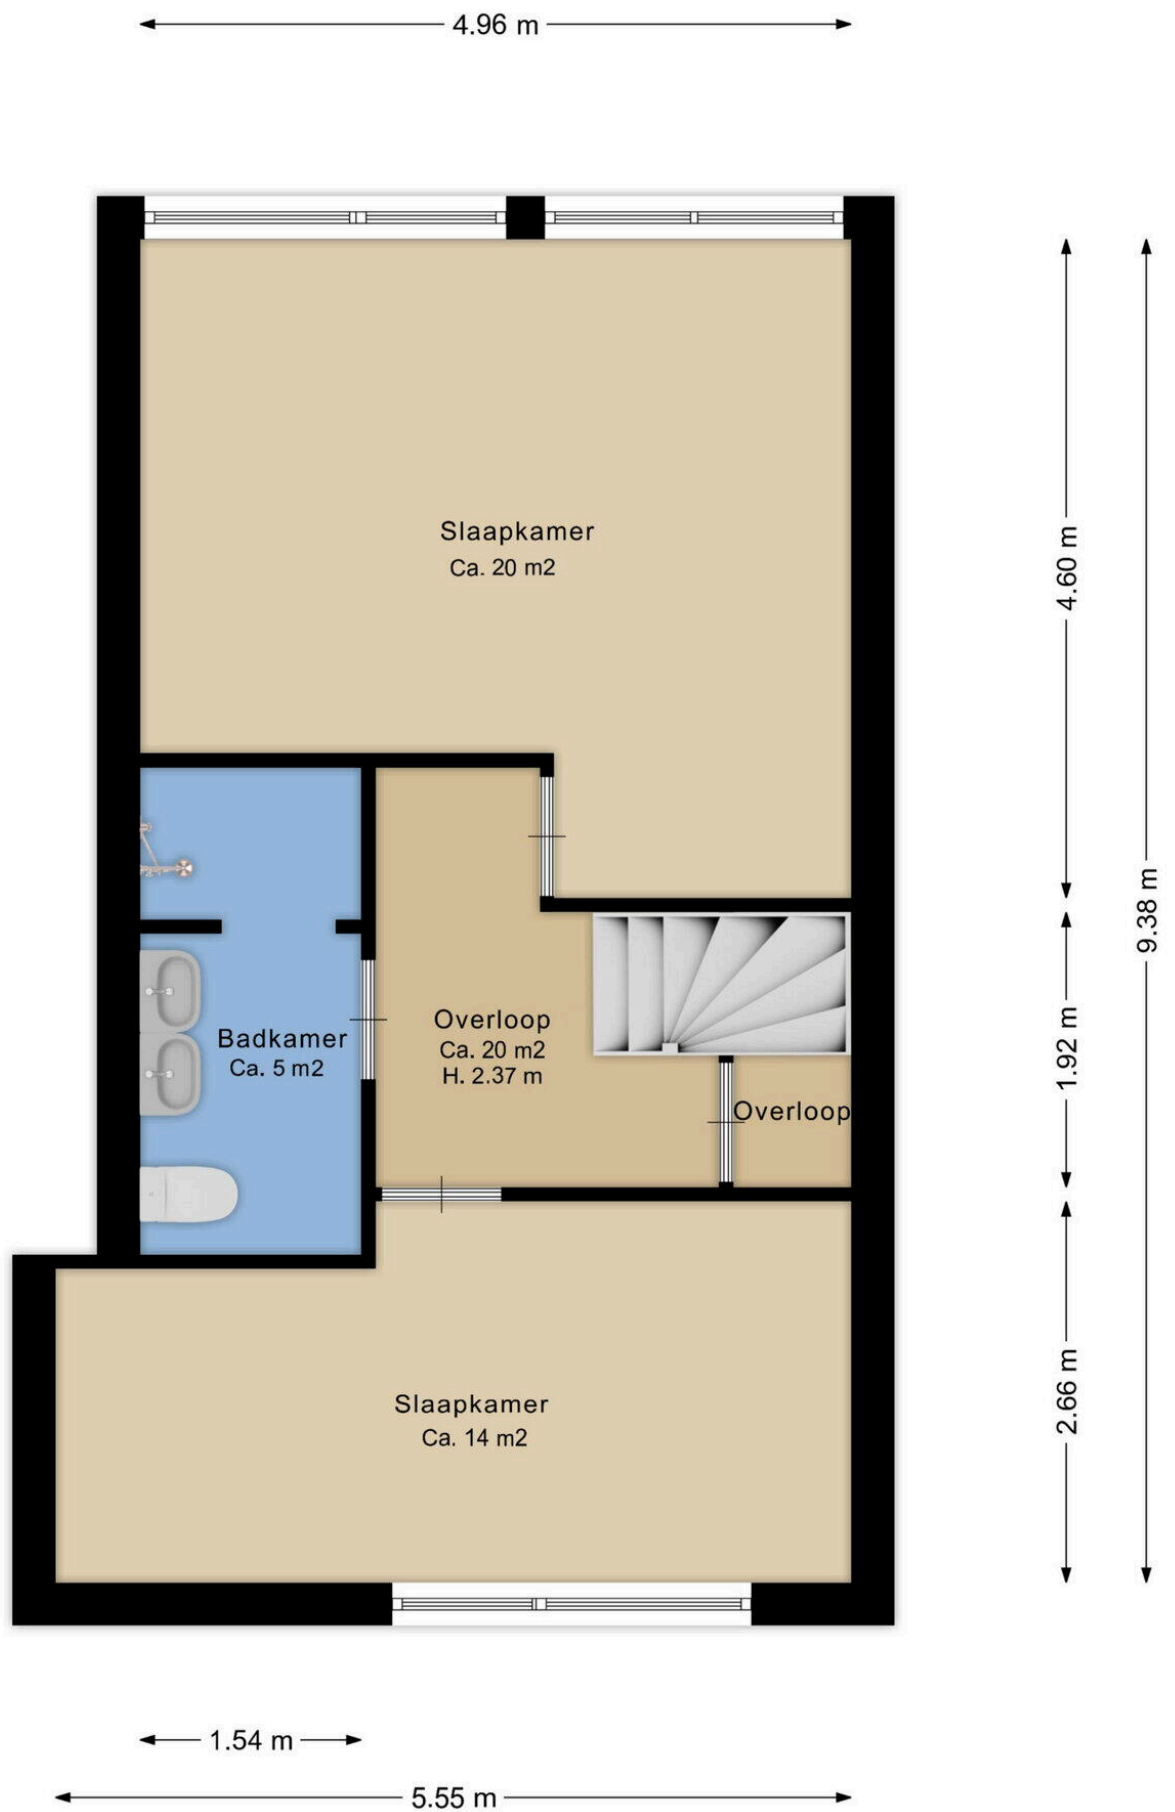 4.96 m
Slaapkamer
Ca. 20 m2
4.60 m
9.38 m
Overloop
Ca. 20 m2
H. 2.37 m
Badkamer
Ca. 5 m2
1.92 m
Overloop
Slaapkamer
Ca. 14 m2
2.66 m
1.54 m
5.55 m